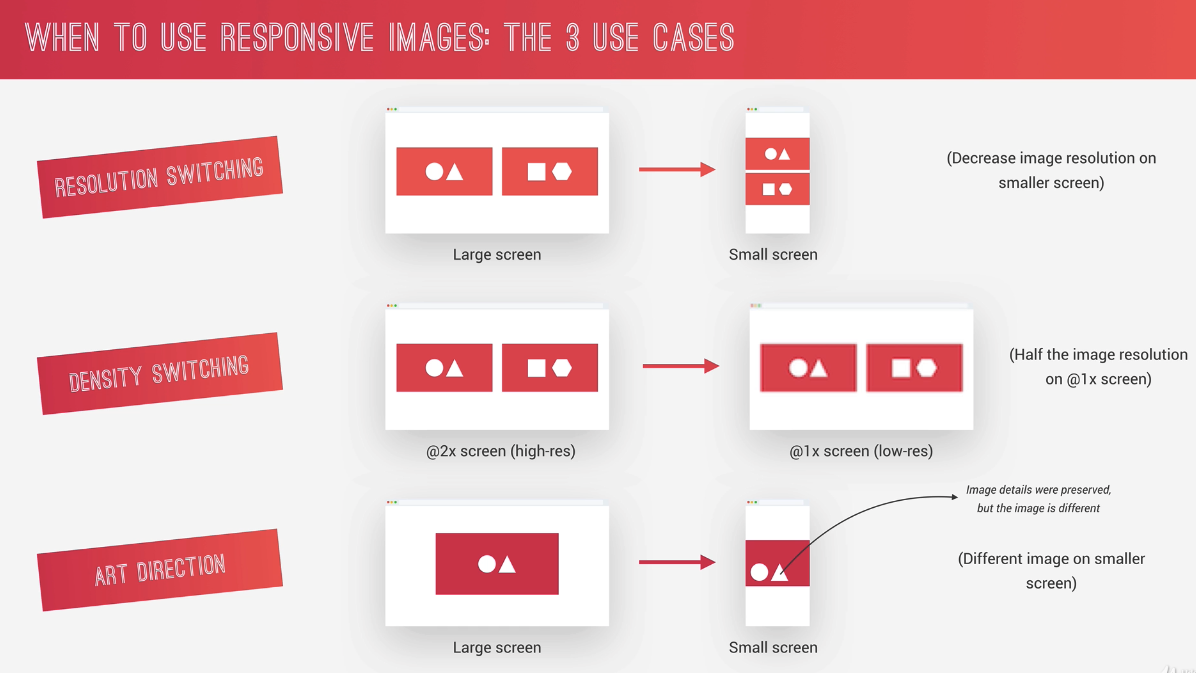 WHEN TO USE RESPONSIVE IMAGES: THE 3 USE CASES
RESOLUTION SWITCHING
Large screen
Small screen
(Decrease image resolution on
smaller screen)
DENSITY SWITCHING
@2x screen (high-res)
@1x screen (low-res)
(Half the image resolution
on @1x screen)
ART DIRECTION
Large screen
Small screen
Image details were preserved,
but the image is different
(Different image on smaller
screen)